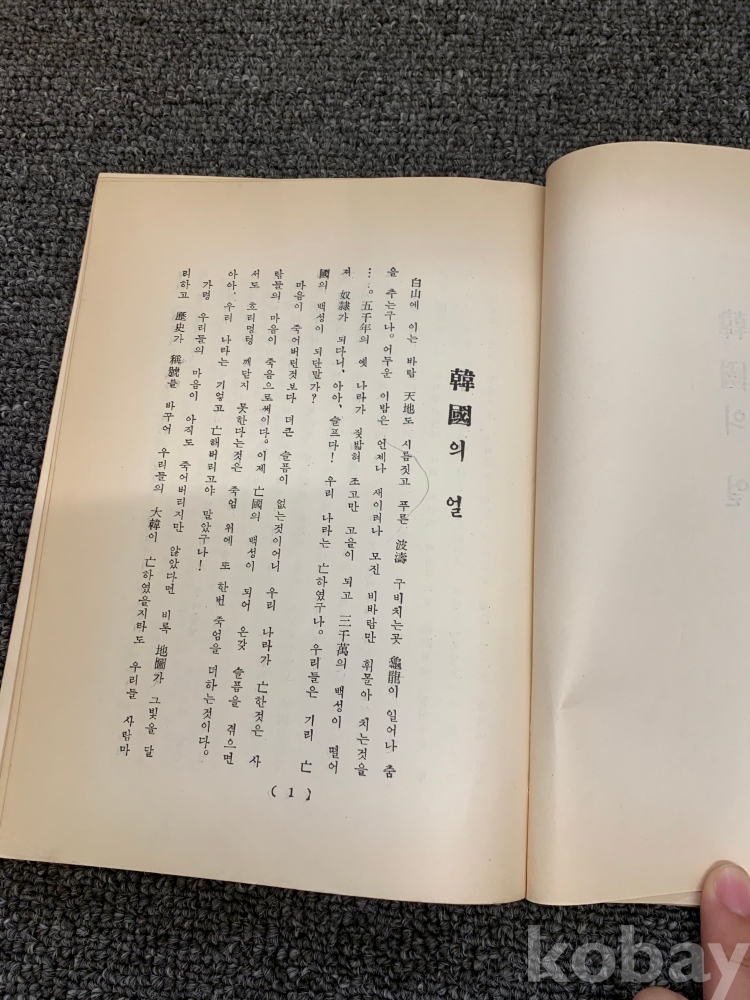 韓國의 얼
白山에 이는 바람 天地도 시름짓고 푸른 波濤 구비치는곳 龜龍이 일어나 춤
을 추는구나。어두운 이밤은 언제나 새이려나 모진 비바람만 휘몰아 치는것을
…。五千年의 옛 나라가 짓밟혀 조고만 고을이 되고 三千萬의 백성이 떨어
져 奴隸가 되다니、아아、슬프다! 우리 나라는 亡하였구나。우리들은 기리 亡
國의 백성이 되단말가?
마음이 죽어버린것보다 더큰 슬픔이 없는것이어니 우리 나라가 亡한것은 사
람들의 마음이 죽음으로써이다。이제 亡國의 백성이 되어 온갖 슬픔을 겪으면
서도 흐리멍텅 깨닫지 못한다는것은 죽엄 위에 또 한번 죽엄을 더하는것이다。
아아、우리 나라는 기엏고 亡해버리고야 말았구나!
가령 우리들의 마음이 아직도 죽어버리지만 않았다면 비록 地圖가 그빛을 달
리하고 歷史가 稱號를 바꾸어 우리들의 大韓이 亡하였을지라도 우리들 사람마
( 1 )
kobay